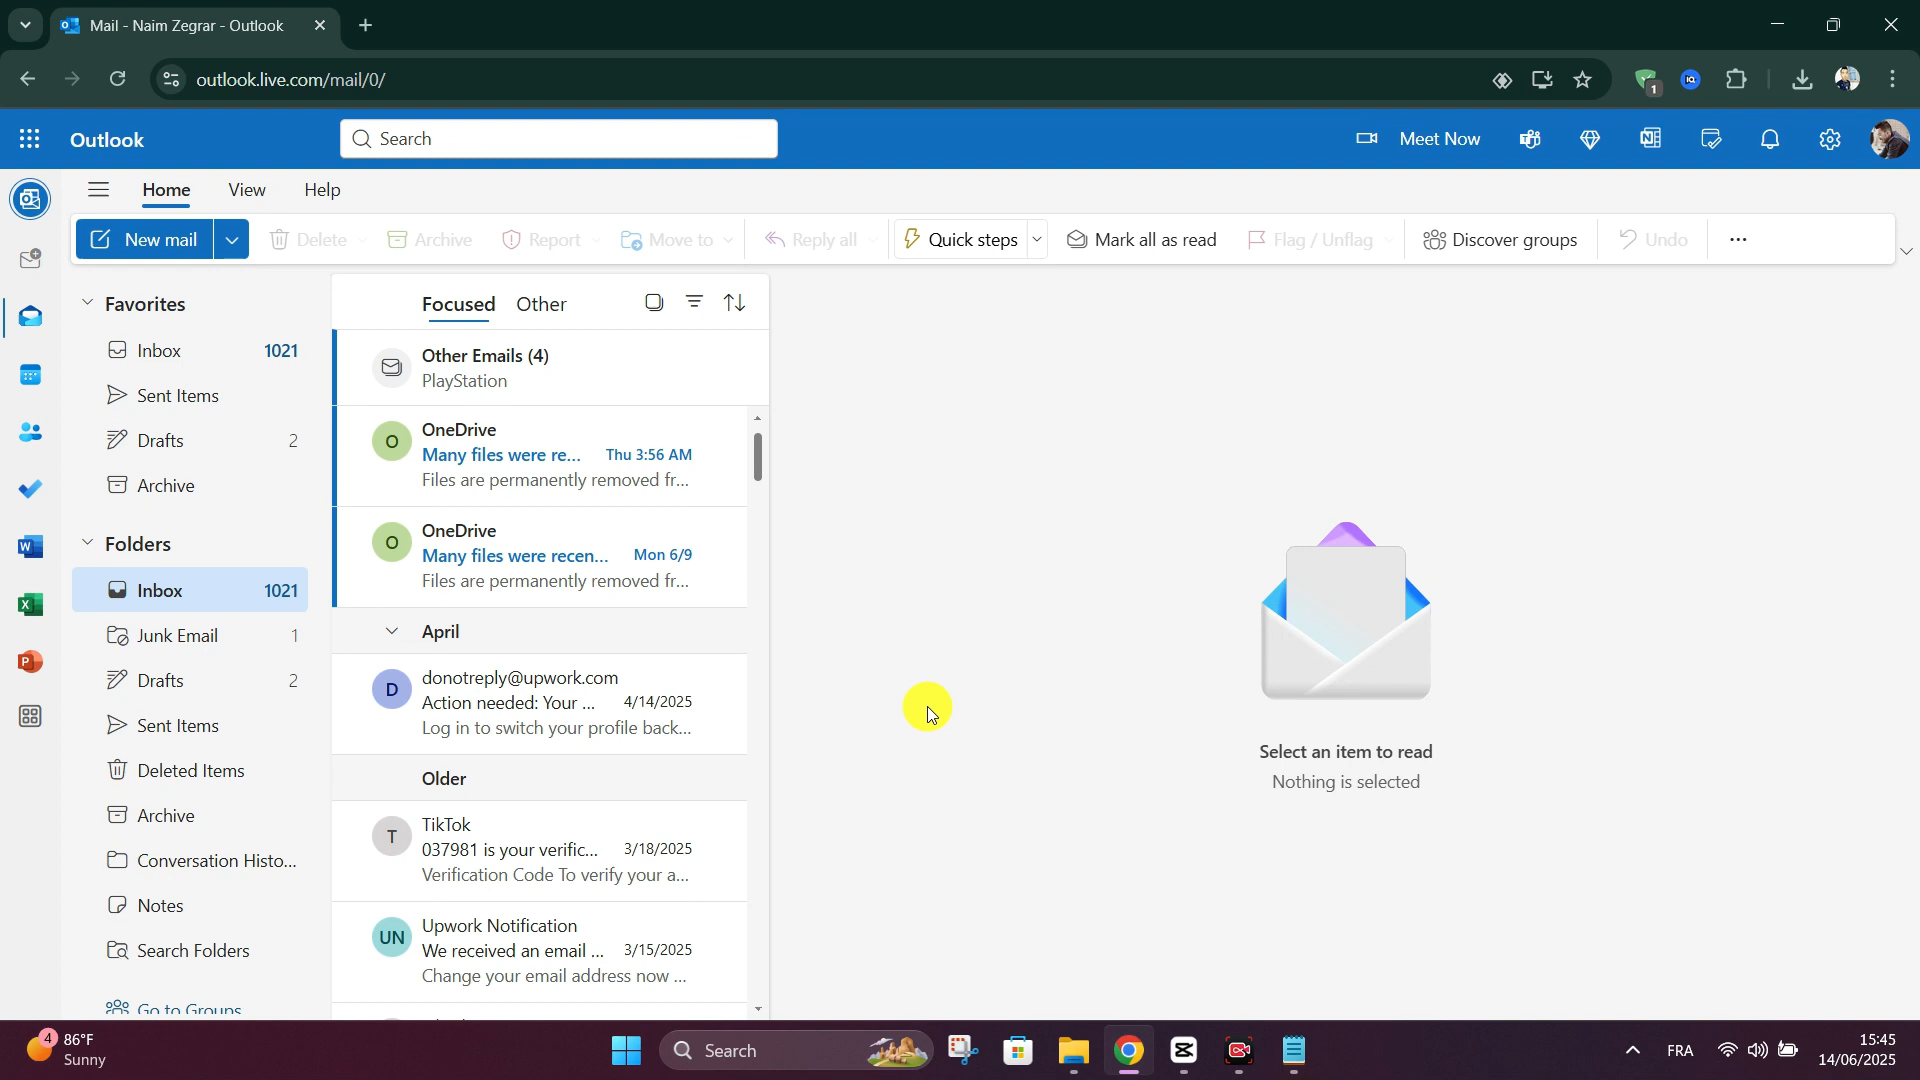 Mail - Naim Zegrar - Outlook
outlook.live.com/mail/0/
1
Outlook
Search
Meet Now
Home
View
Help
New mail
Delete
Archive
Report
Move to
Reply all
Quick steps
Mark all as read
Flag / Unflag
Discover groups
Undo
Favorites
Inbox 1021
Sent Items
Drafts 2
Archive
Folders
Inbox 1021
Junk Email 1
Drafts 2
Sent Items
Deleted Items
Archive
Conversation Histo...
Notes
Search Folders
Go to Groups
Focused
Other
Other Emails (4)
PlayStation
O
OneDrive
Many files were re... Thu 3:56 AM
Files are permanently removed fr...
O
OneDrive
Many files were recen... Mon 6/9
Files are permanently removed fr...
April
D
donotreply@upwork.com
Action needed: Your ... 4/14/2025
Log in to switch your profile back...
Older
T
TikTok
037981 is your verific... 3/18/2025
Verification Code To verify your a...
UN
Upwork Notification
We received an email ... 3/15/2025
Change your email address now ...
Select an item to read
Nothing is selected
4
86°F
Sunny
Search
FRA
15:45
14/06/2025